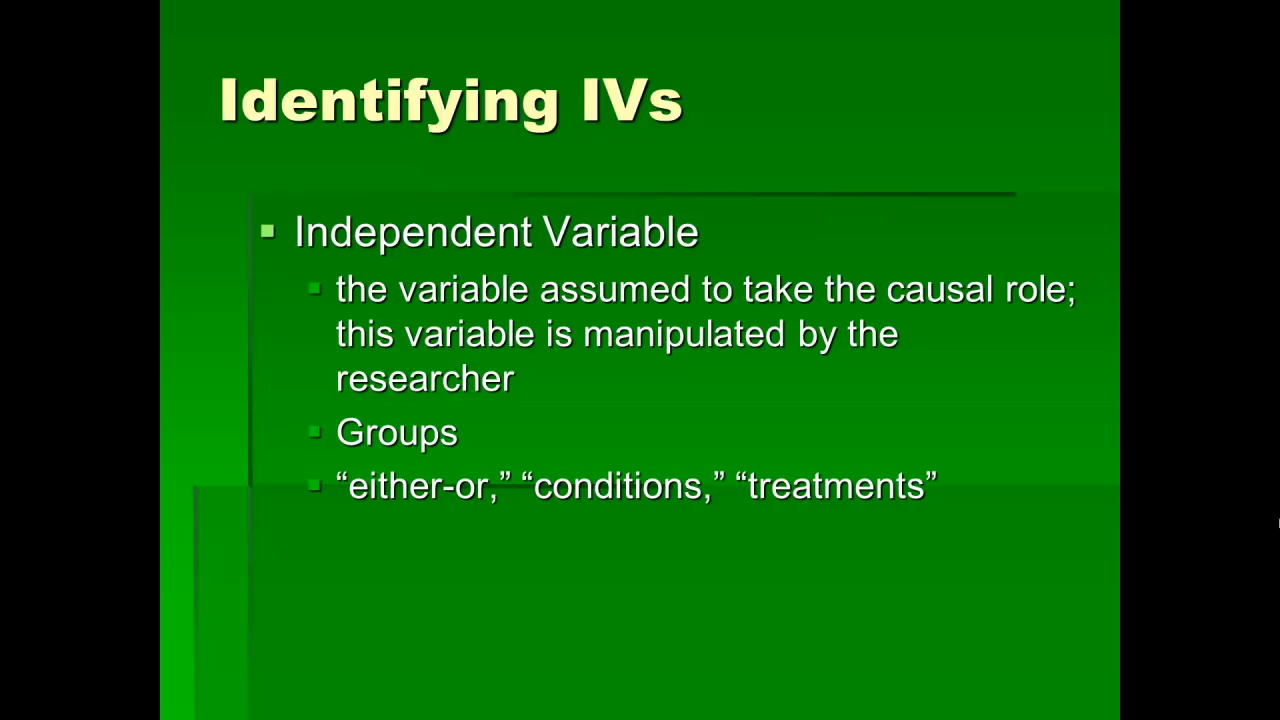 Identifying IVs
Independent Variable
the variable assumed to take the causal role;
this variable is manipulated by the
researcher
Groups
“either-or,” “conditions,” “treatments”